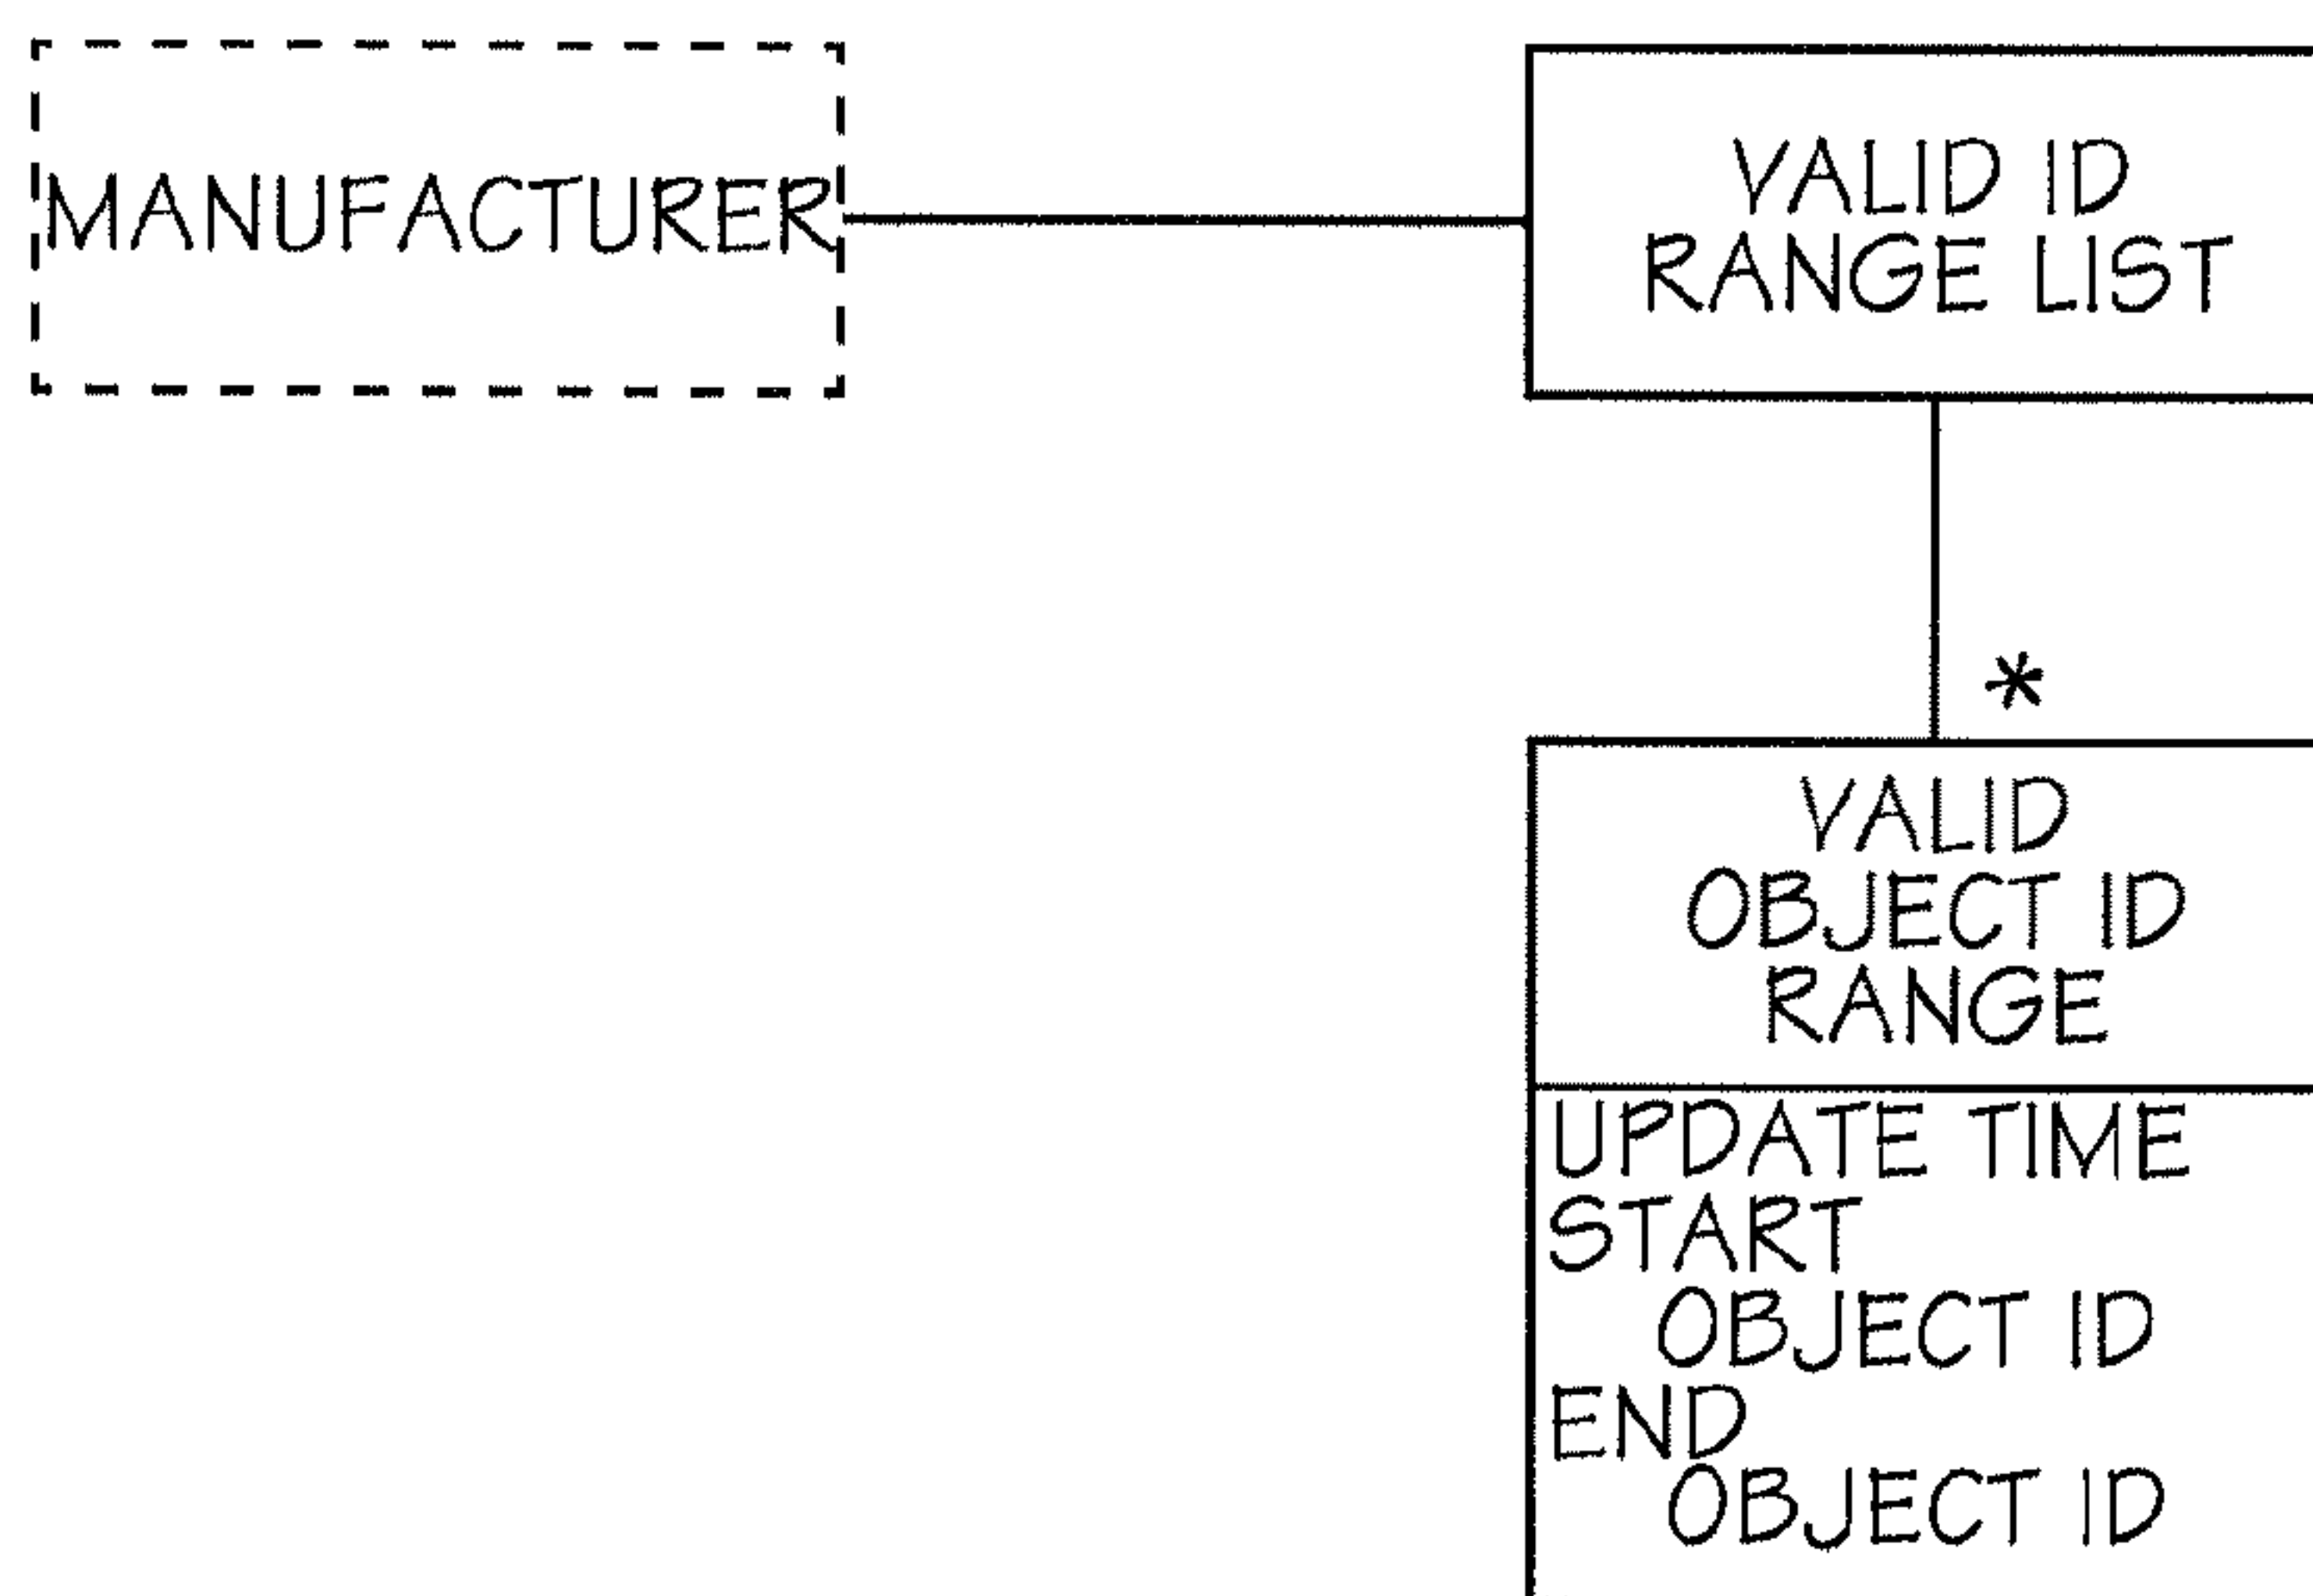 MANUFACTURER
VALID ID
RANGE LIST
*
VALID
OBJECT ID
RANGE
UPDATE TIME
START
OBJECT ID
END
OBJECT ID